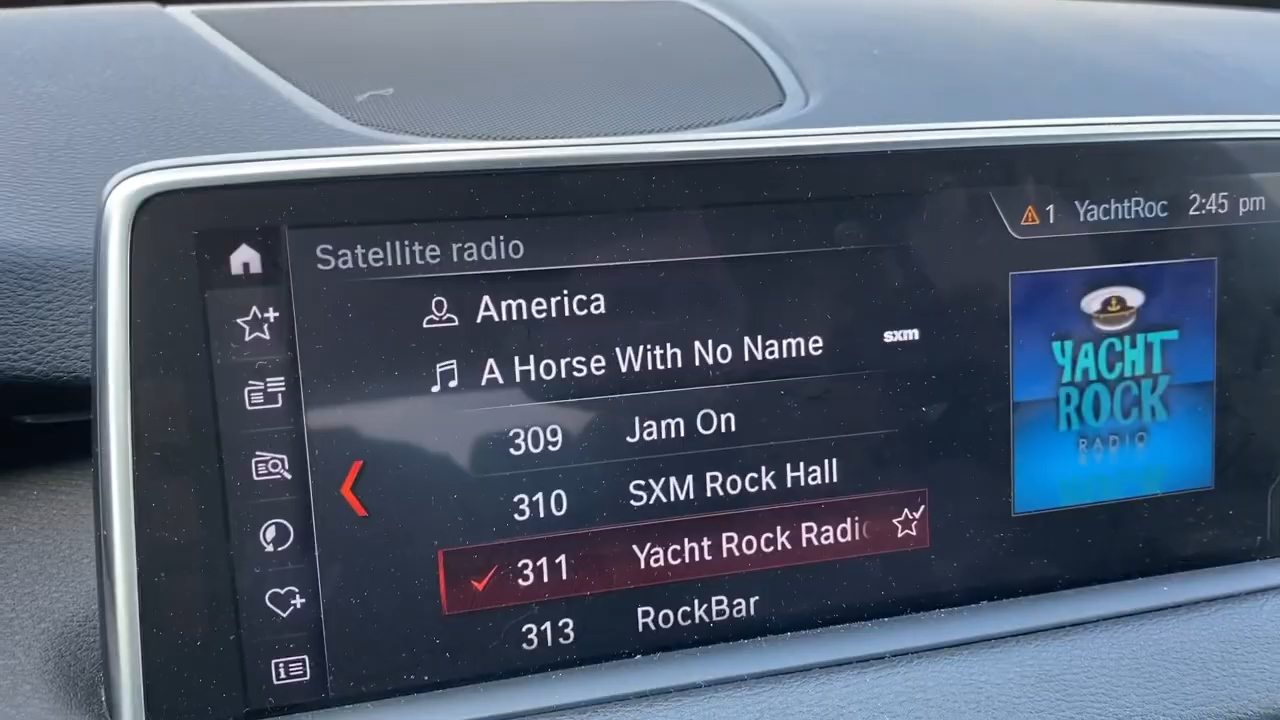 1 YachtRoc 2:45 pm
Satellite radio
America
A Horse With No Name
sxm
309 Jam On
310 SXM Rock Hall
311 Yacht Rock Radi
313 RockBar
YACHT
ROCK
RADIO